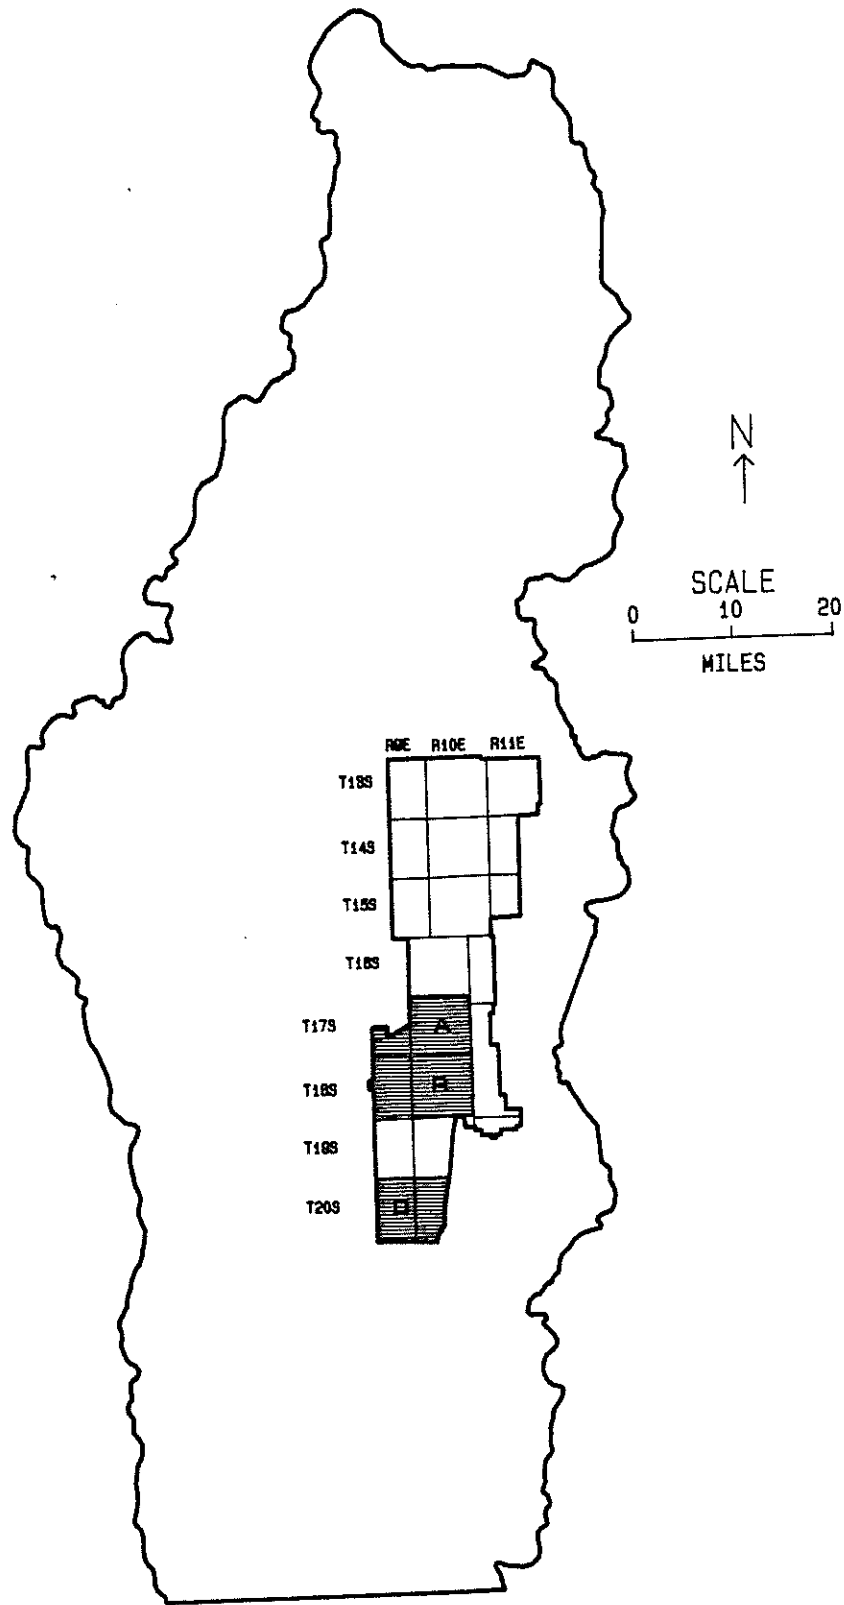 N
SCALE
0 10 20
MILES
R9E R10E R11E
T13S
T14S
T15S
T16S
T17S
A
T18S
B
T19S
T20S
D